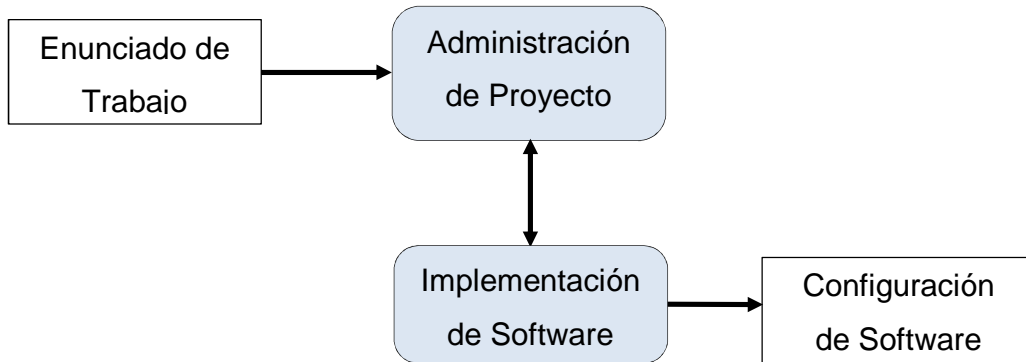 Enunciado de
Trabajo
Administración
de Proyecto
Implementación
de Software
Configuración
de Software